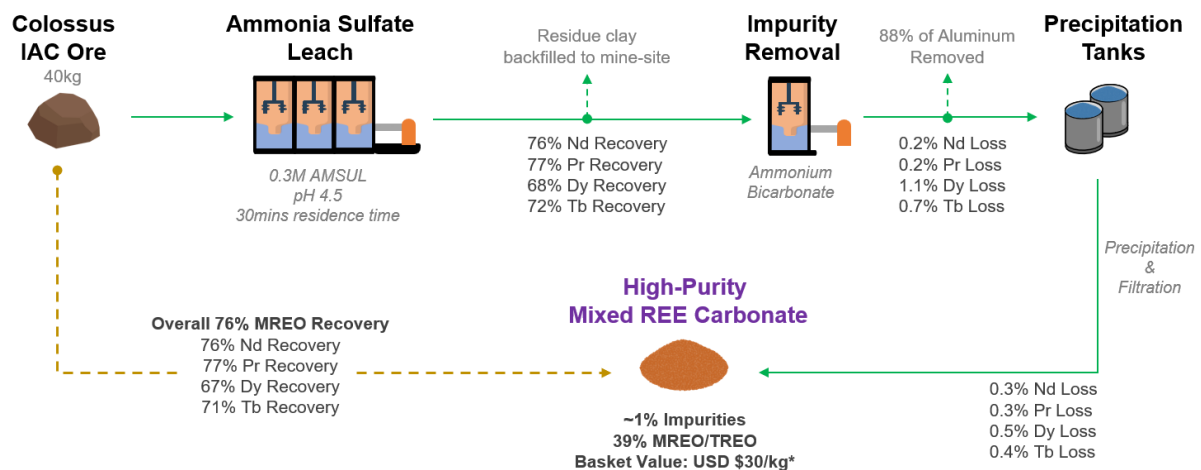 Colossus
IAC Ore
40kg
Ammonia Sulfate
Leach
0.3M AMSUL
pH 4.5
30mins residence time
Residue clay
backfilled to mine-site
76% Nd Recovery
77% Pr Recovery
68% Dy Recovery
72% Tb Recovery
Impurity
Removal
Ammonium
Bicarbonate
88% of Aluminum
Removed
0.2% Nd Loss
0.2% Pr Loss
1.1% Dy Loss
0.7% Tb Loss
Precipitation
Tanks
Precipitation
&
Filtration
0.3% Nd Loss
0.3% Pr Loss
0.5% Dy Loss
0.4% Tb Loss
High-Purity
Mixed REE Carbonate
~1% Impurities
39% MREO/TREO
Basket Value: USD $30/kg*
Overall 76% MREO Recovery
76% Nd Recovery
77% Pr Recovery
67% Dy Recovery
71% Tb Recovery